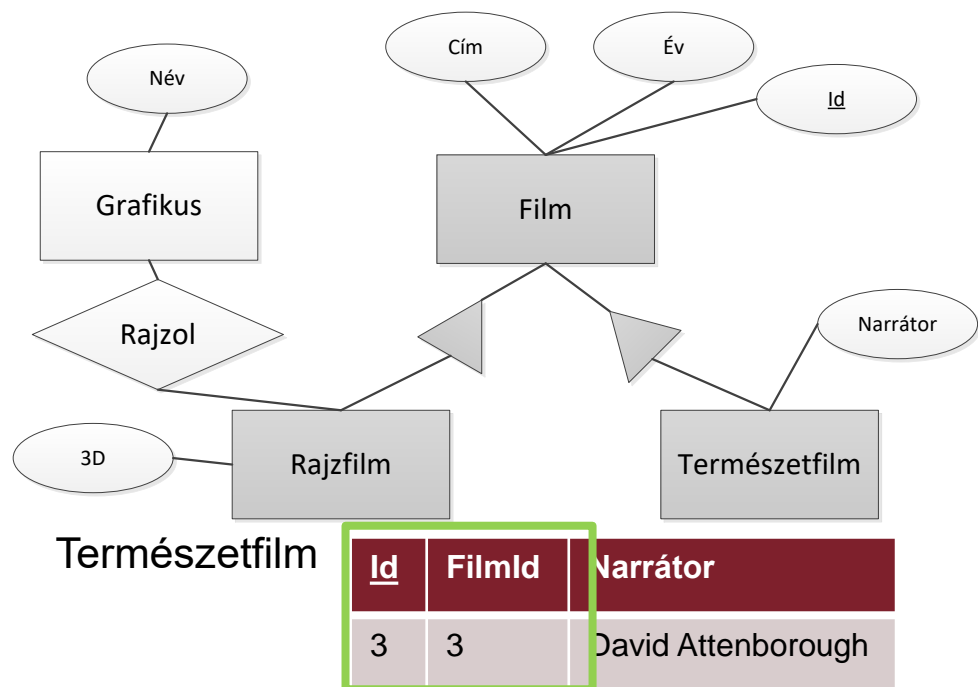 Cím
Év
Név
Id
Grafikus
Film
Rajzol
Narrátor
3D
Rajzfilm
Természetfilm
Természetfilm
Id FilmId Narrátor
3 3 David Attenborough